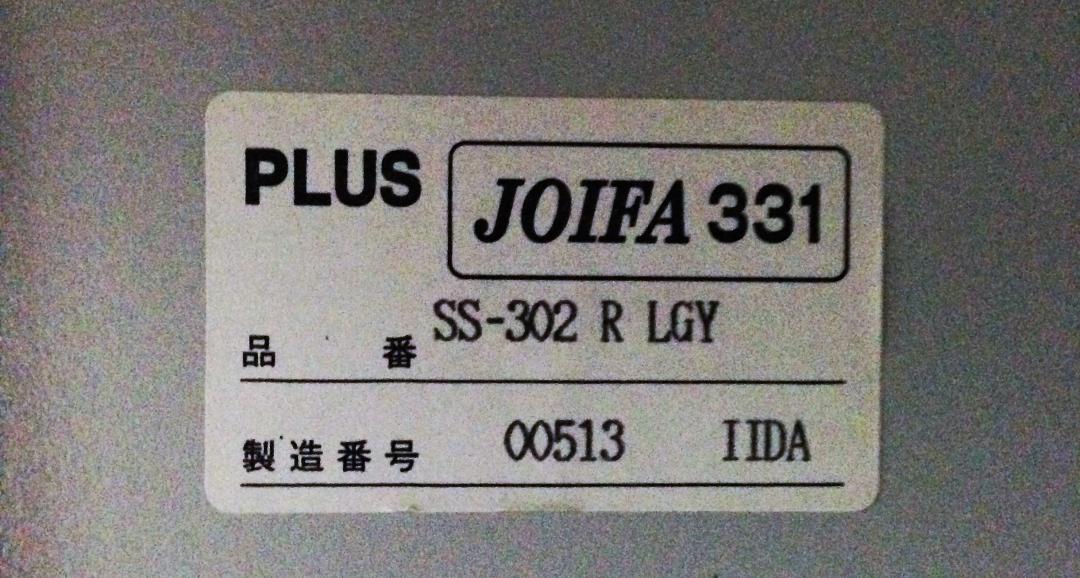 PLUS JOIFA 331
品番 SS-302 R LGY
製造番号 00513 IIDA